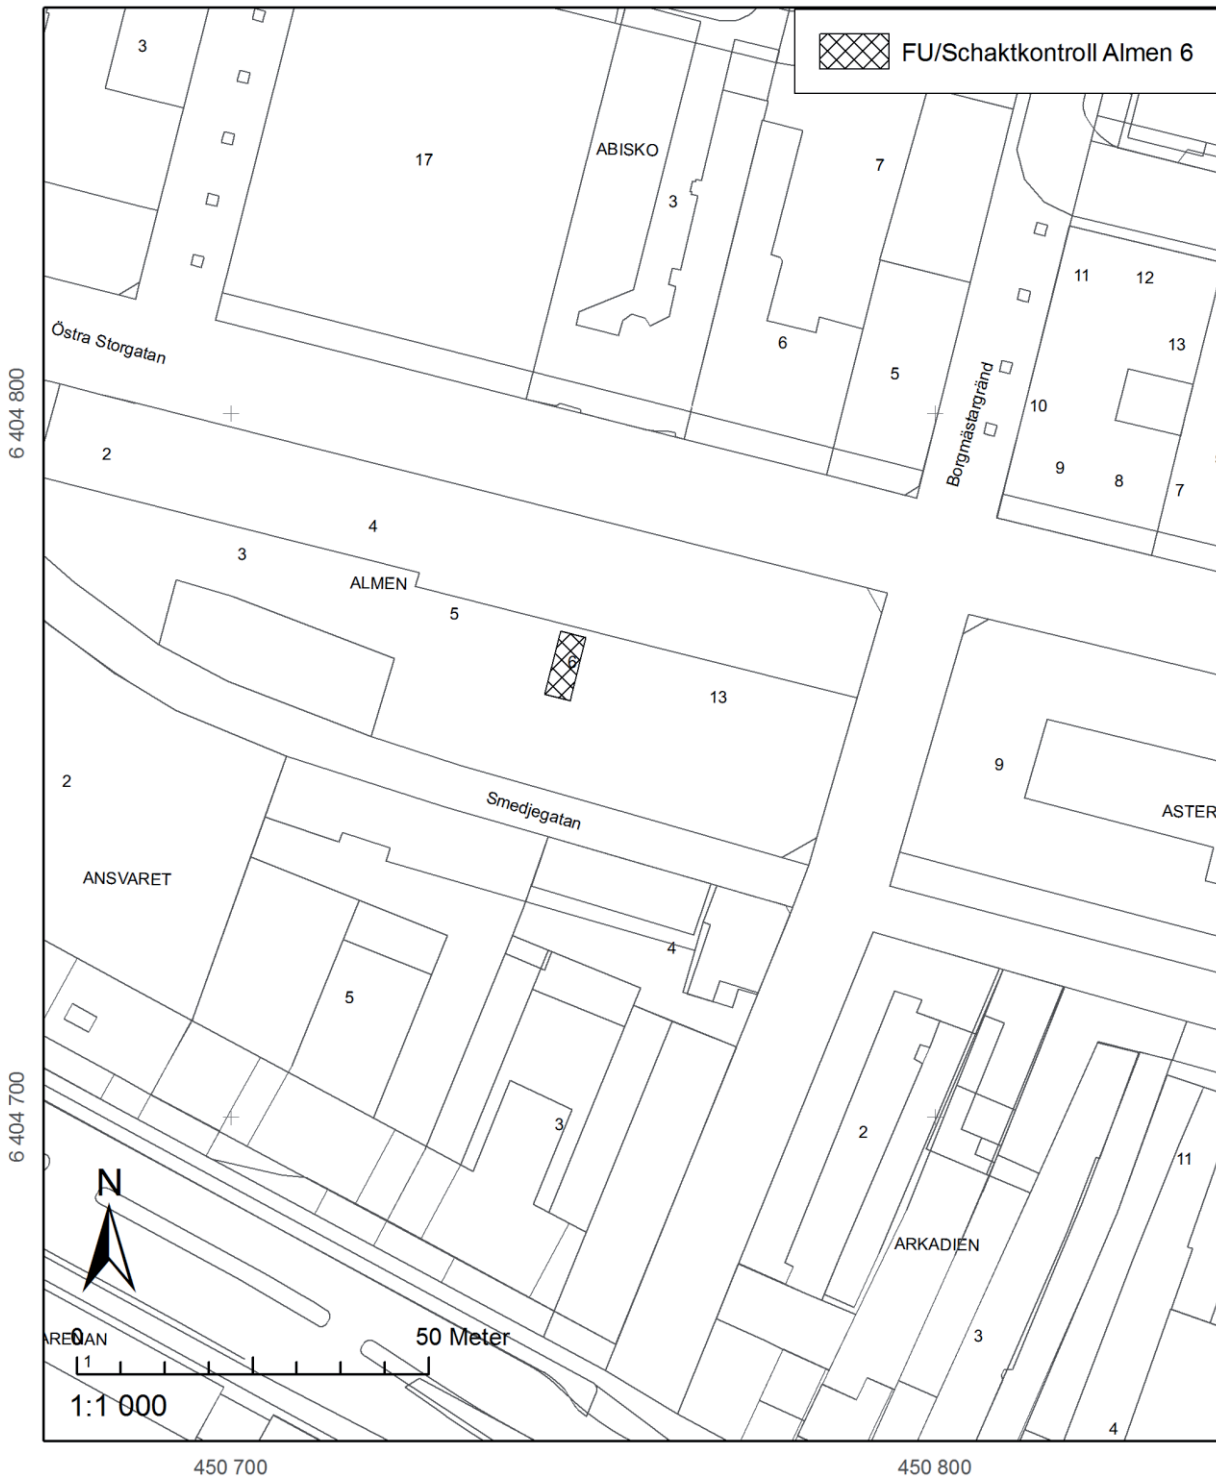 FU/Schaktkontroll Almen 6
3
17
ABISKO
3
7
11
12
13
6
5
10
Östra Storgatan
Borgmästargränd
6 404 800
2
9
8
7
4
3
ALMEN
5
6
13
9
2
Smedjegatan
ASTER
ANSVARET
4
5
6 404 700
3
2
11
N
ARKADIEN
3
ARENAN
1
0
50 Meter
1:1 000
4
450 700
450 800